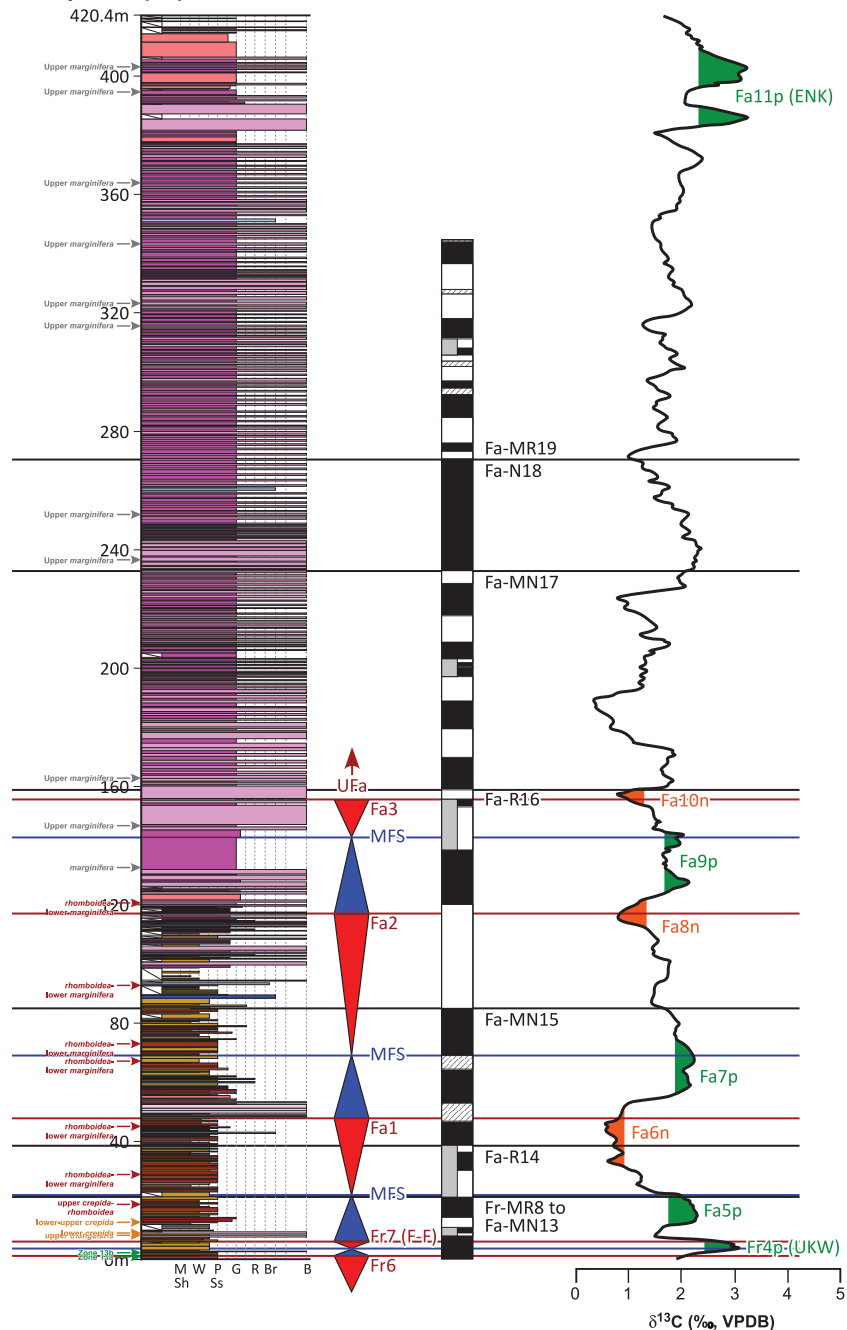 420.4m
Upper marginifera
400
Upper marginifera
Fa11p (ENK)
Upper marginifera
360
Upper marginifera
Upper marginifera
320
Upper marginifera
280
Fa-MR19
Fa-N18
Upper marginifera
240
Upper marginifera
Fa-MN17
200
Upper marginifera
160
UFa
Fa-R16
Fa10n
Fa3
Upper marginifera
MFS
Fa9p
marginifera
120
rhomboidea-
lower marginifera
Fa2
Fa8n
rhomboidea-
lower marginifera
80
Fa-MN15
rhomboidea-
lower marginifera
MFS
rhomboidea-
lower marginifera
Fa7p
40
Fa1
rhomboidea-
lower marginifera
Fa6n
Fa-R14
rhomboidea-
lower marginifera
MFS
upper crepida-
rhomboidea
Fr-MR8 to
Fa-MN13
Fa5p
lower-upper crepida
lower crepida
Fr7 (F-F)
Fr4p (UKW)
Zone 13b
0m
Fr6
M W P G R Br B
Sh Ss
0 1 2 3 4 5
δ13C (‰, VPDB)